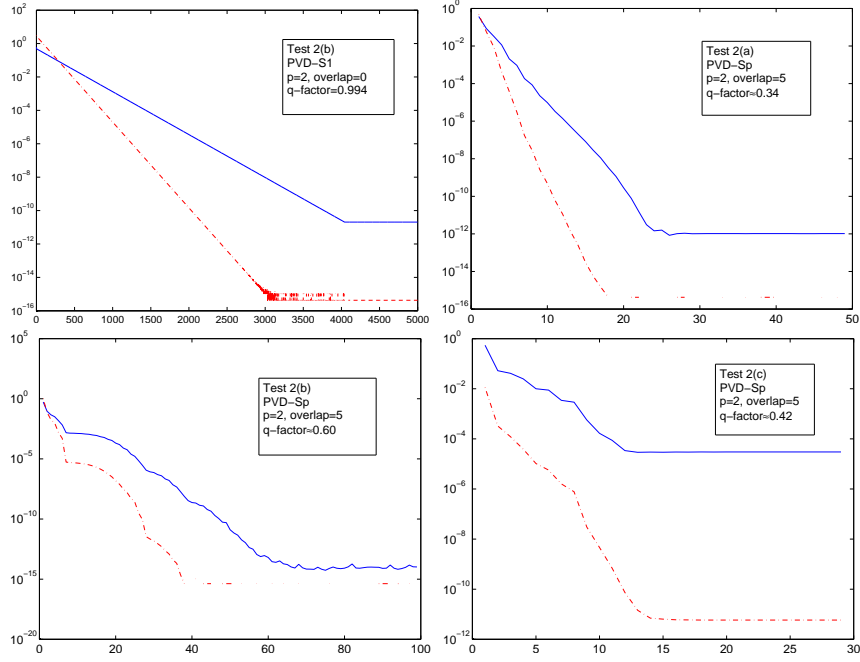 10^2
10^0
10^-2
10^-4
10^-6
10^-8
10^-10
10^-12
10^-14
10^-16
0 500 1000 1500 2000 2500 3000 3500 4000 4500 5000
Test 2(b)
PVD-S1
p=2, overlap=0
q-factor=0.994
10^0
10^-2
10^-4
10^-6
10^-8
10^-10
10^-12
10^-14
10^-16
0 10 20 30 40 50
Test 2(a)
PVD-Sp
p=2, overlap=5
q-factor≈0.34
10^5
10^0
10^-5
10^-10
10^-15
10^-20
0 20 40 60 80 100
Test 2(b)
PVD-Sp
p=2, overlap=5
q-factor≈0.60
10^0
10^-2
10^-4
10^-6
10^-8
10^-10
10^-12
0 5 10 15 20 25 30
Test 2(c)
PVD-Sp
p=2, overlap=5
q-factor≈0.42